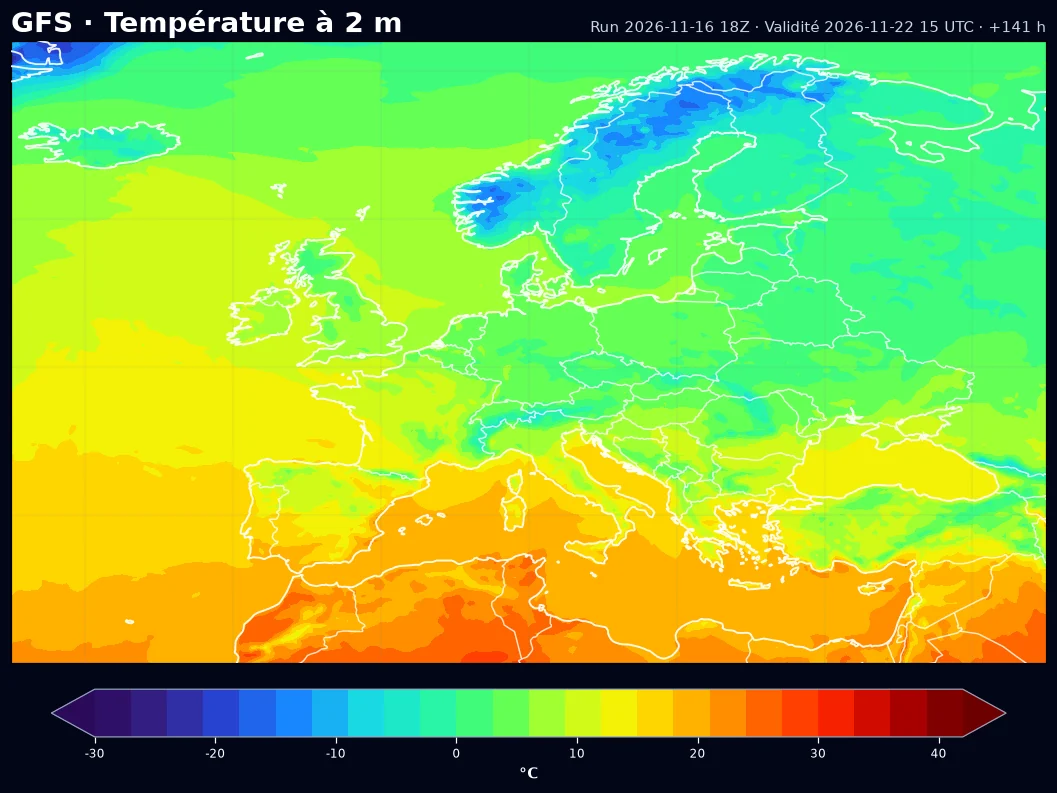 GFS · Température à 2 m
Run 2026-11-16 18Z · Validité 2026-11-22 15 UTC · +141 h
-30 -20 -10 0 10 20 30 40
°C